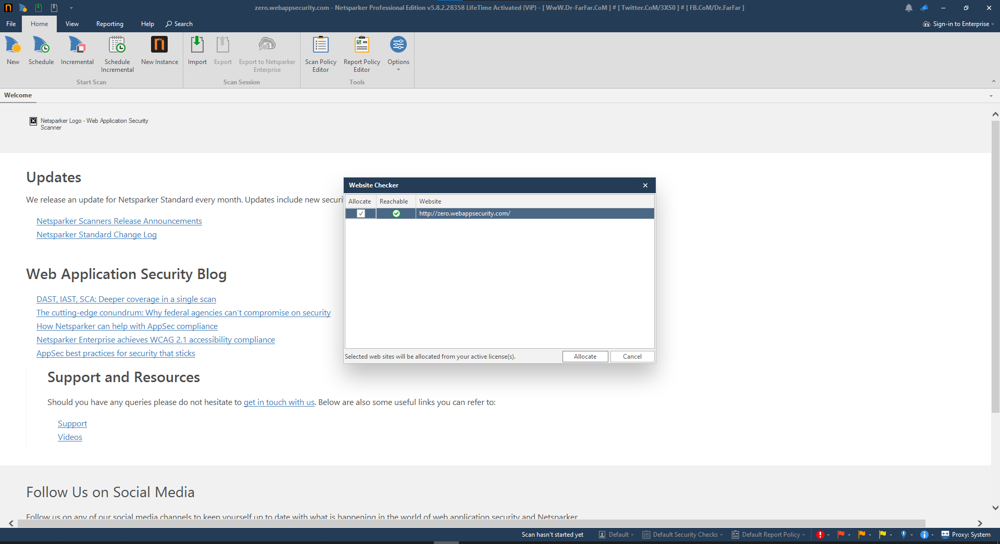 zero.webappsecurity.com - Netsparker Professional Edition v5.8.2.28358 LifeTime Activated (ViP) - [ WwW.Dr-FarFar.CoM ] # [ Twitter.CoM/3XS0 ] # [ FB.CoM/Dr.FarFar ]
File Home View Reporting Help Search
Sign-in to Enterprise
New Schedule Incremental Schedule Incremental New Instance Import Export Export to Netsparker Enterprise Scan Policy Editor Report Policy Editor Options
Start Scan Scan Session Tools
Welcome
Netsparker Logo - Web Application Security
Scanner
Updates
We release an update for Netsparker Standard every month. Updates include new securi
Netsparker Scanners Release Announcements
Netsparker Standard Change Log
Web Application Security Blog
DAST, IAST, SCA: Deeper coverage in a single scan
The cutting-edge conundrum: Why federal agencies can't compromise on security
How Netsparker can help with AppSec compliance
Netsparker Enterprise achieves WCAG 2.1 accessibility compliance
AppSec best practices for security that sticks
Website Checker
Allocate Reachable Website
http://zero.webappsecurity.com/
Selected web sites will be allocated from your active license(s).
Allocate Cancel
Support and Resources
Should you have any queries please do not hesitate to get in touch with us. Below are also some useful links you can refer to:
Support
Videos
Follow Us on Social Media
Follow us on any of our social media channels to keep yourself up to date with what is happening in the world of web application security and Netsparker
Scan hasn't started yet Default Default Security Checks Default Report Policy - - - - - - Proxy: System